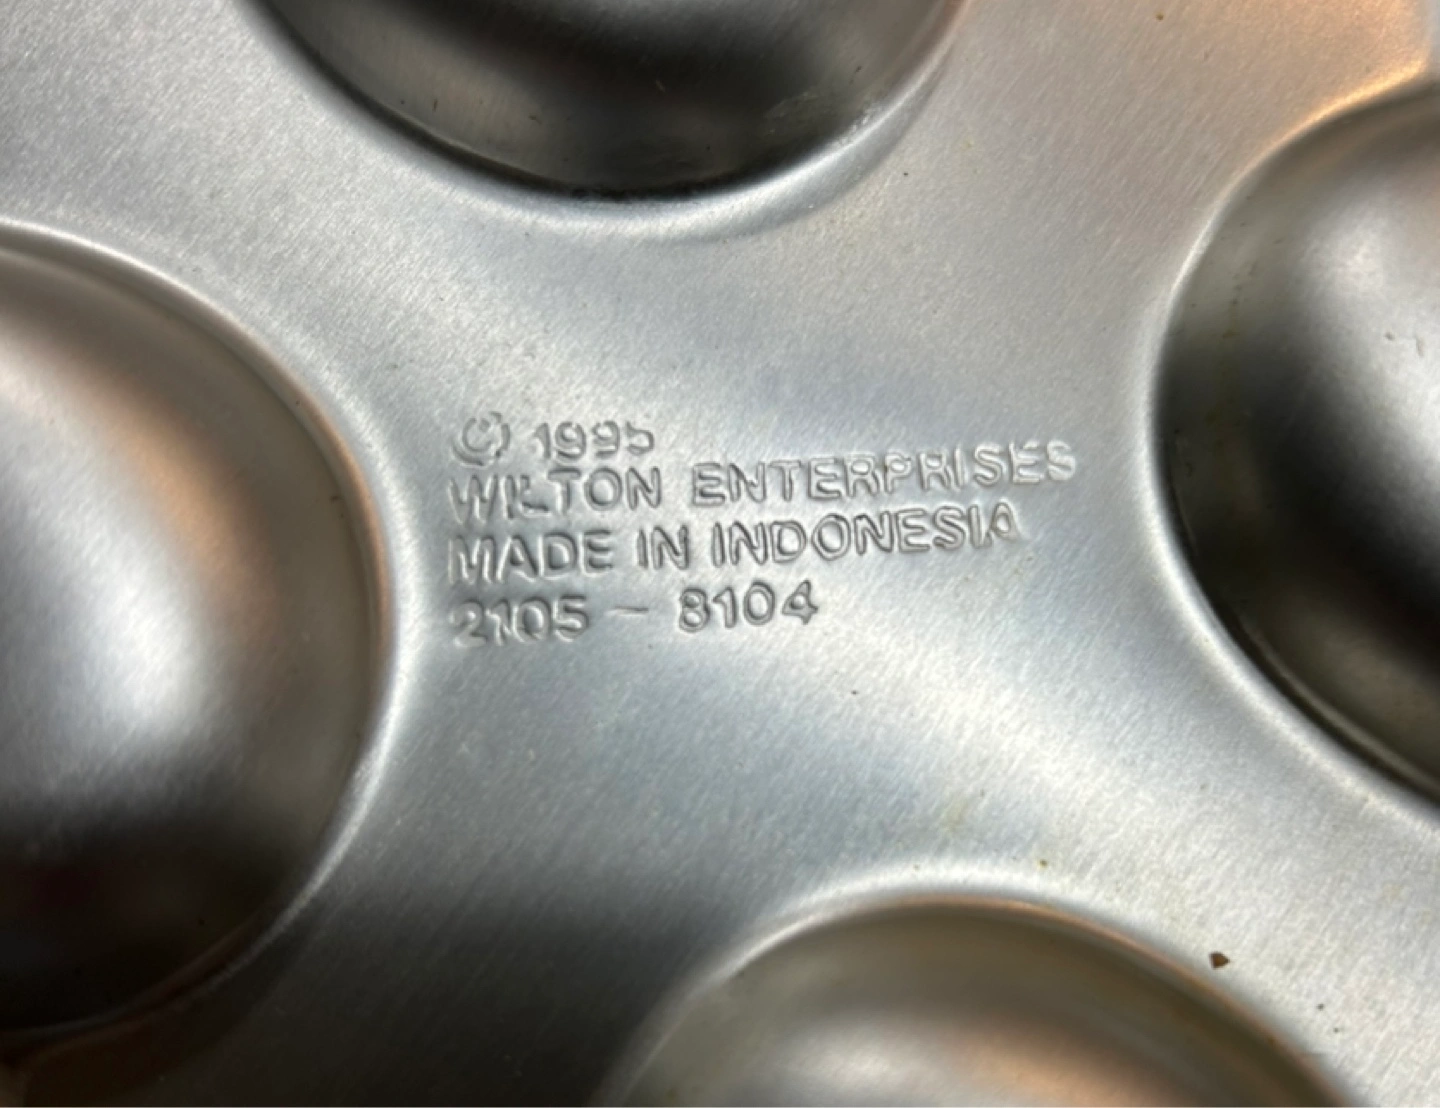 © 1995
WILTON ENTERPRISES
MADE IN INDONESIA
2105 - 8104